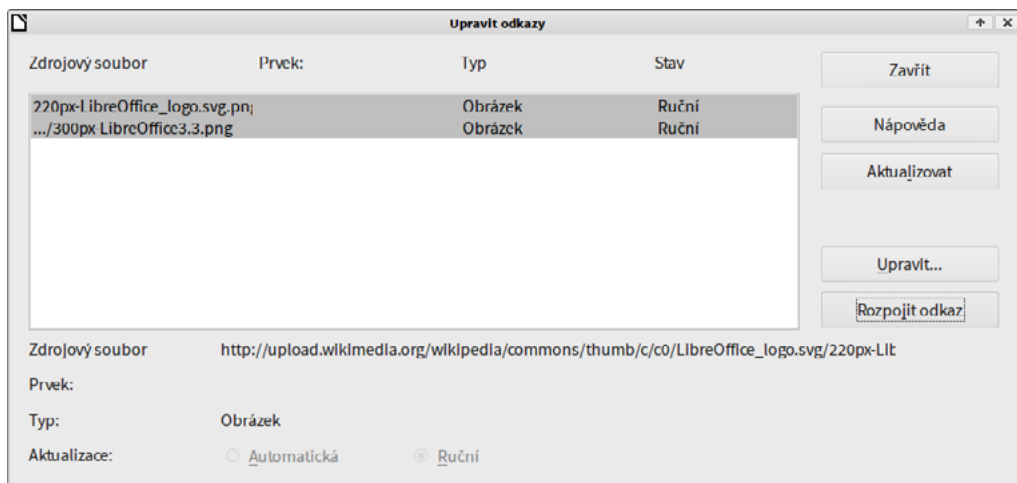 Upravit odkazy
Zdrojový soubor Prvek: Typ Stav
220px-LibreOffice_logo.svg.png Obrázek Ruční
.../300px-LibreOffice3.3.png Obrázek Ruční
Zavřít
Nápověda
Aktualizovat
Upravit...
Rozpojit odkaz
Zdrojový soubor http://upload.wikimedia.org/wikipedia/commons/thumb/c/c0/LibreOffice_logo.svg/220px-Lib
Prvek:
Typ: Obrázek
Aktualizace: Automatická Ruční